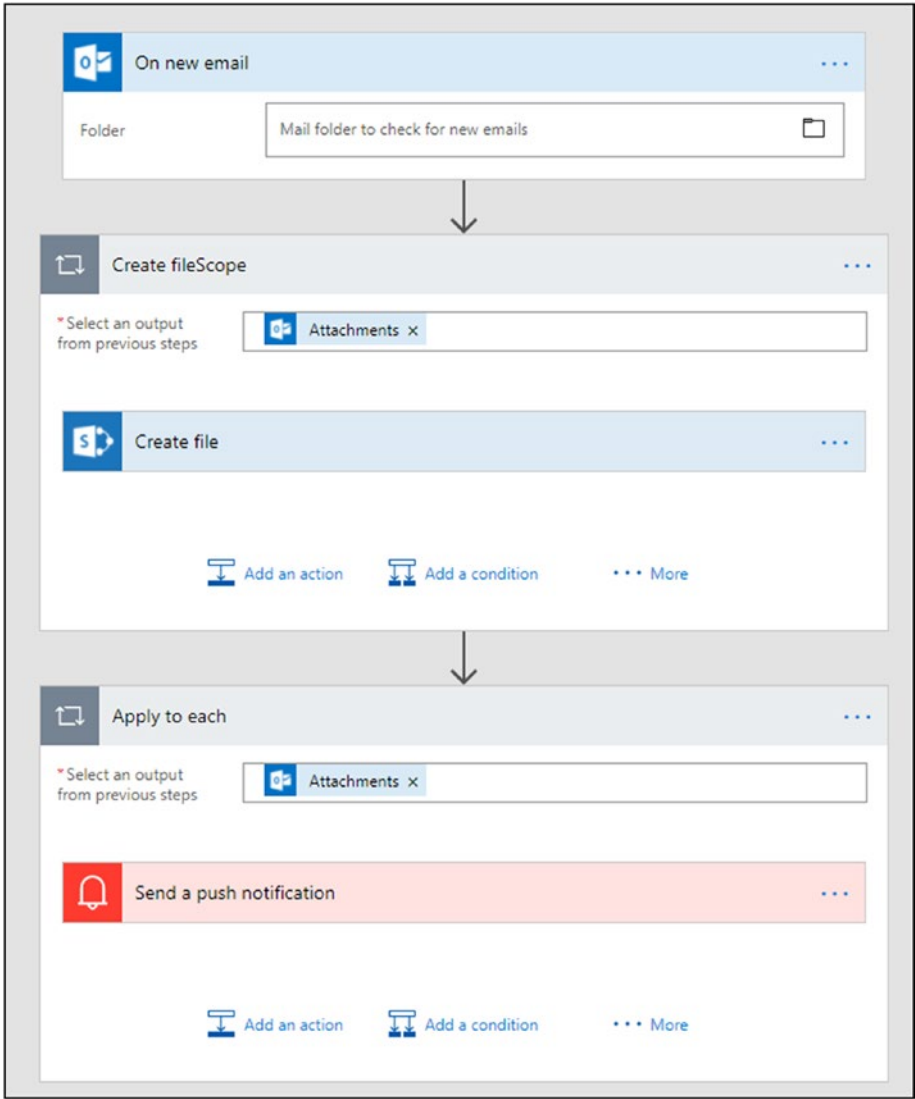 On new email
Folder
Mail folder to check for new emails
Create fileScope
*Select an output
from previous steps
Attachments ×
Create file
Add an action
Add a condition
••• More
Apply to each
*Select an output
from previous steps
Attachments ×
Send a push notification
Add an action
Add a condition
••• More